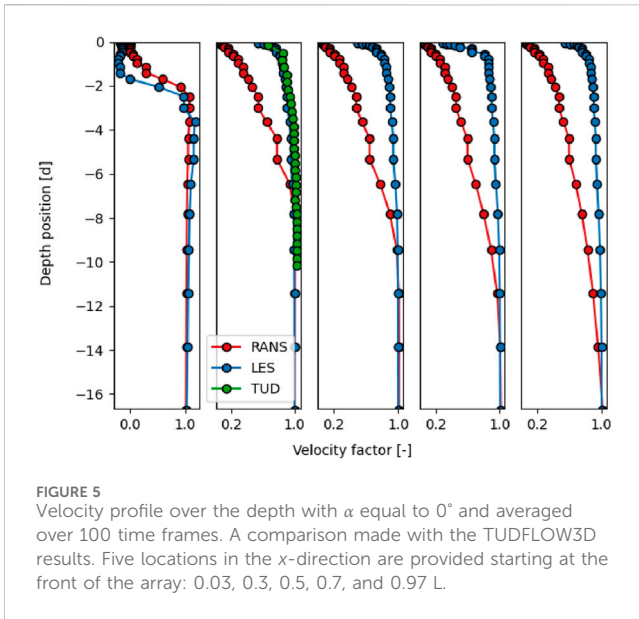 0
−2
−4
−6
−8
−10
−12
−14
−16
Depth position [d]
0.0 1.0 0.2 1.0 0.2 1.0 0.2 1.0 0.2 1.0
RANS
LES
TUD
Velocity factor [-]
FIGURE 5
Velocity profile over the depth with α equal to 0° and averaged
over 100 time frames. A comparison made with the TUDFLOW3D
results. Five locations in the x-direction are provided starting at the
front of the array: 0.03, 0.3, 0.5, 0.7, and 0.97 L.